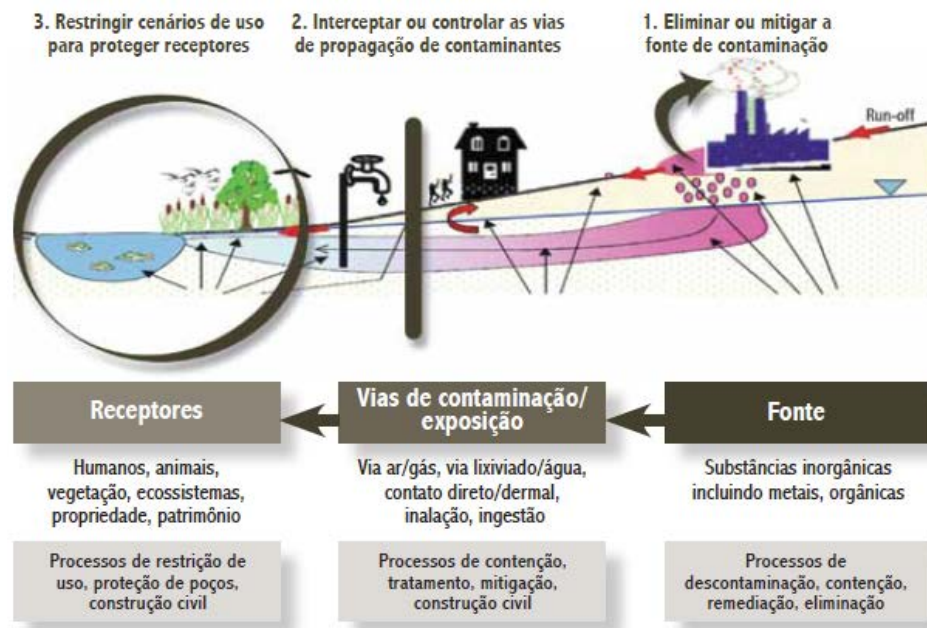 3. Restringir cenários de uso
para proteger receptores
2. Interceptar ou controlar as vias
de propagação de contaminantes
1. Eliminar ou mitigar a
fonte de contaminação
Run-off
Receptores
Vias de contaminação/
exposição
Fonte
Humanos, animais,
vegetação, ecossistemas,
propriedade, patrimônio
Via ar/gás, via lixiviado/água,
contato direto/dermal,
inalação, ingestão
Substâncias inorgânicas
incluindo metais, orgânicas
Processos de restrição de
uso, proteção de poços,
construção civil
Processos de contenção,
tratamento, mitigação,
construção civil
Processos de
descontaminação, contenção,
remediação, eliminação